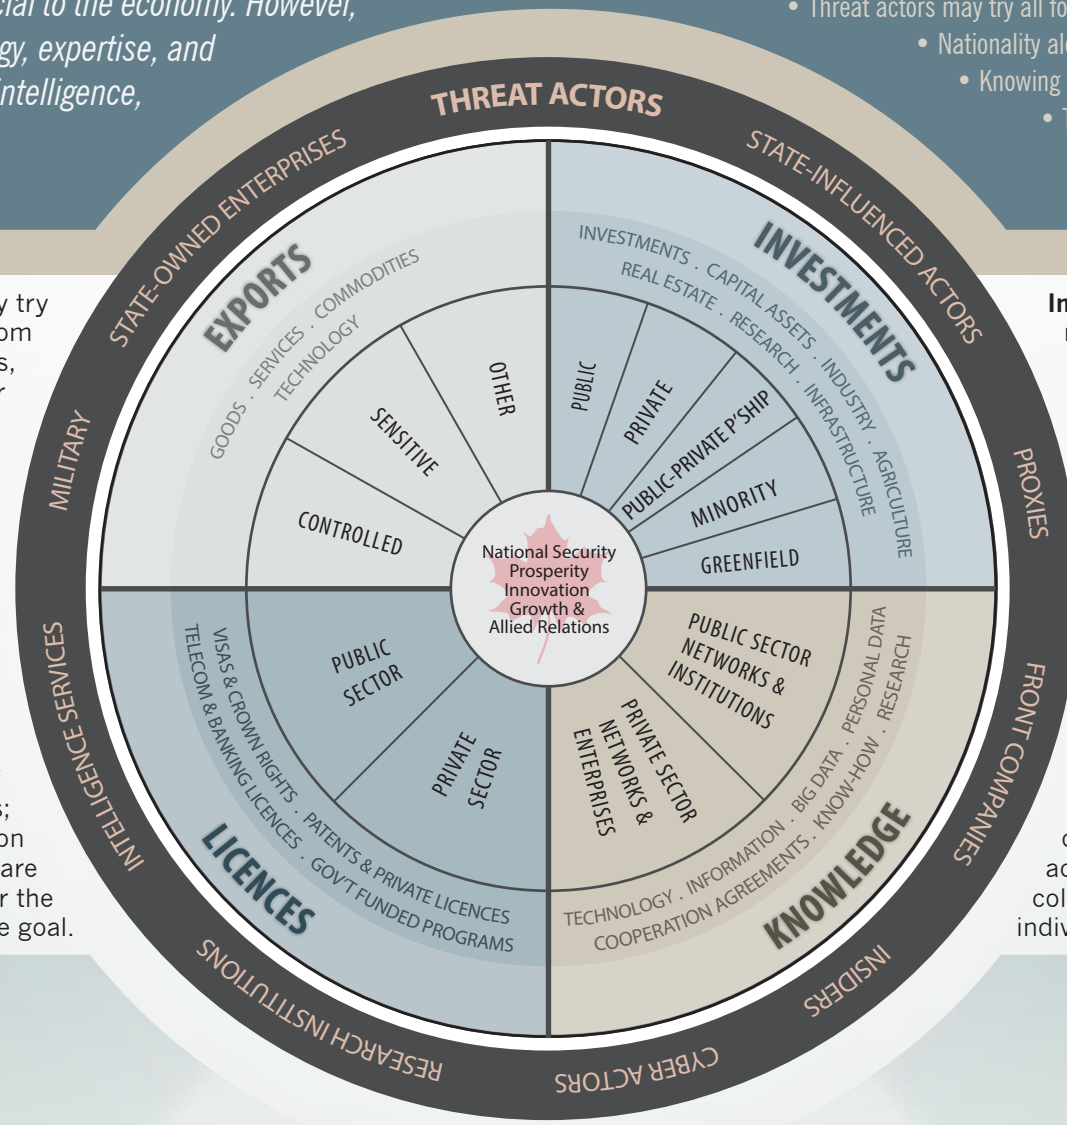 cial to the economy. However,
gy, expertise, and
intelligence,
• Threat actors may try all fo
• Nationality al
• Knowing
•
THREAT ACTORS
STATE-OWNED ENTERPRISES
STATE-INFLUENCED ACTORS
MILITARY
PROXIES
INTELLIGENCE SERVICES
FRONT COMPANIES
RESEARCH INSTITUTIONS
CYBER ACTORS
INSIDERS
EXPORTS
GOODS . SERVICES . COMMODITIES
TECHNOLOGY
CONTROLLED
SENSITIVE
OTHER
INVESTMENTS
INVESTMENTS . CAPITAL ASSETS . INDUSTRY . AGRICULTURE
REAL ESTATE . RESEARCH . INFRASTRUCTURE
PUBLIC
PRIVATE
PUBLIC-PRIVATE P'SHIP
MINORITY
GREENFIELD
National Security
Prosperity
Innovation
Growth &
Allied Relations
LICENCES
VISAS & CROWN RIGHTS . PATENTS & PRIVATE LICENCES
TELECOM & BANKING LICENCES . GOV'T FUNDED PROGRAMS
PUBLIC
SECTOR
PRIVATE
SECTOR
KNOWLEDGE
TECHNOLOGY . INFORMATION . BIG DATA . PERSONAL DATA
COOPERATION AGREEMENTS . KNOW-HOW . RESEARCH
PUBLIC SECTOR
NETWORKS &
INSTITUTIONS
PRIVATE SECTOR
NETWORKS &
ENTERPRISES
y try
om
s,
r
s;
on
are
r the
e goal.
In
c
ac
col
indiv